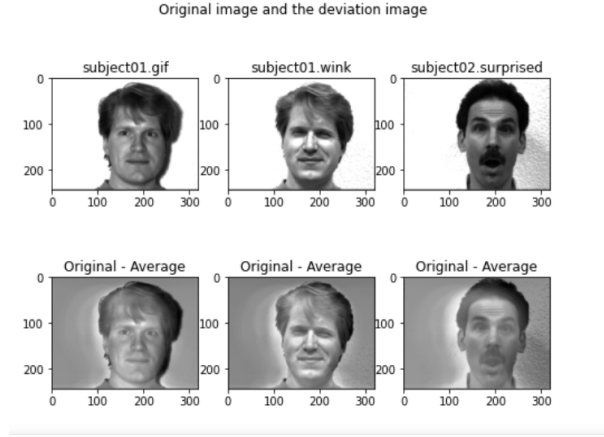 Original image and the deviation image
subject01.gif subject01.wink subject02.surprised
0 0 0
100 100 100
200 200 200
0 100 200 300 0 100 200 300 0 100 200 300
Original - Average Original - Average Original - Average
0 0 0
100 100 100
200 200 200
0 100 200 300 0 100 200 300 0 100 200 300